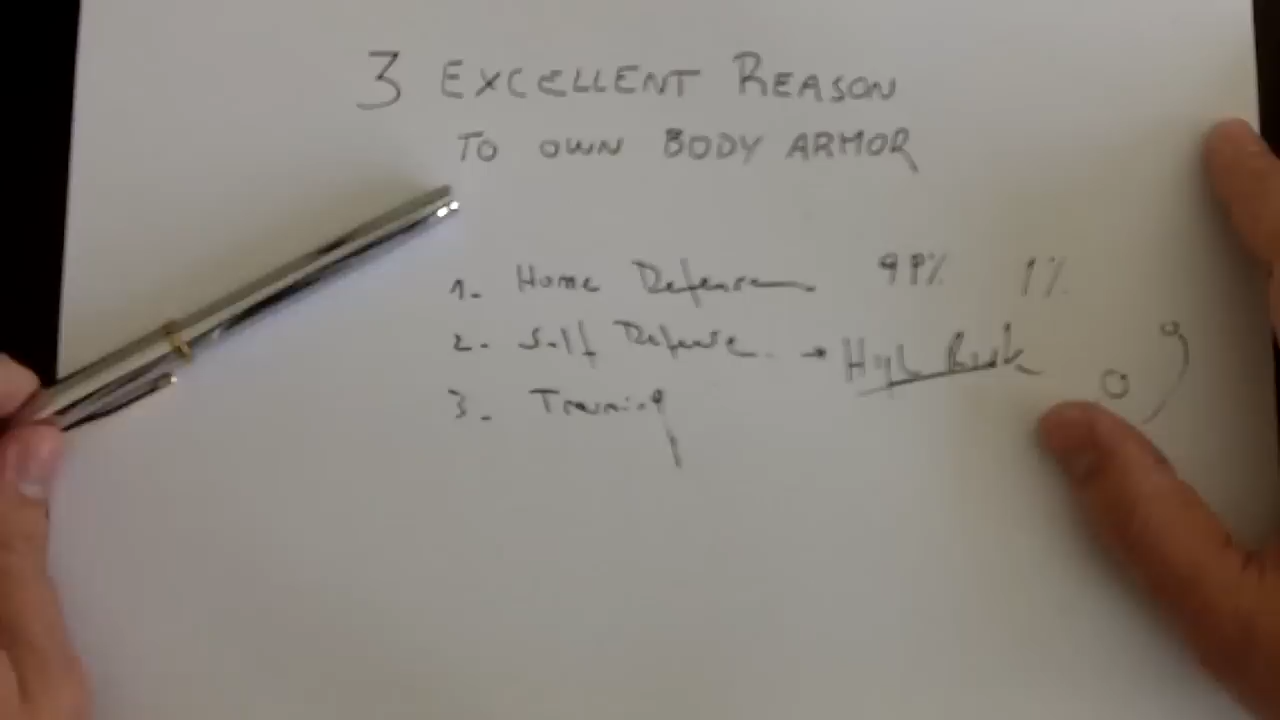 3 EXCELLENT REASON
TO OWN BODY ARMOR
1. Home Defense 99% 1%
2. Self Defense. → High Risk
3. Training